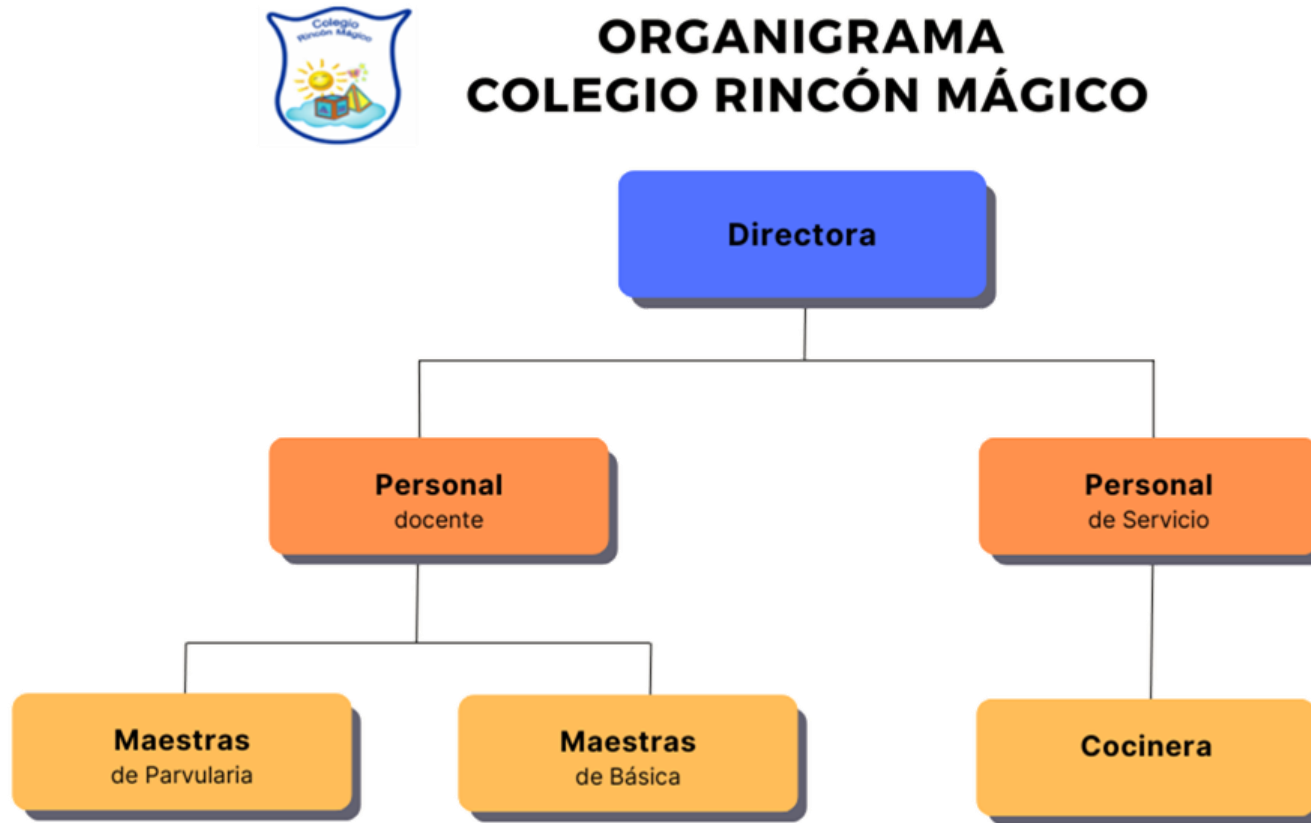 Colegio
Rincón Mágico
ORGANIGRAMA
COLEGIO RINCÓN MÁGICO
Directora
Personal
docente
Personal
de Servicio
Maestras
de Parvularia
Maestras
de Básica
Cocinera